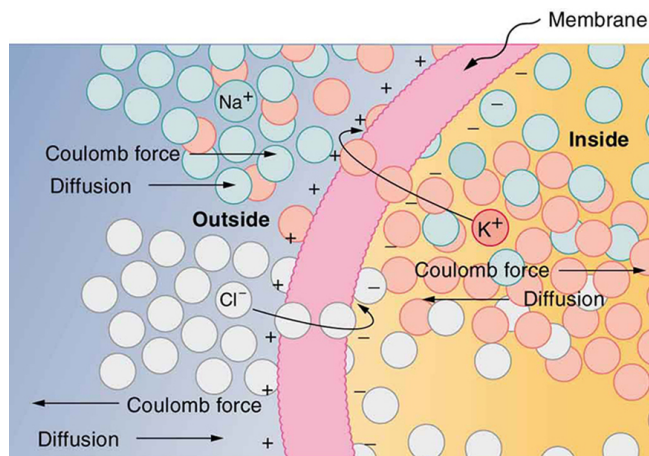 Membrane
Na⁺
Inside
Coulomb force
Diffusion
Outside
K⁺
Coulomb force
Diffusion
Cl⁻
Coulomb force
Diffusion